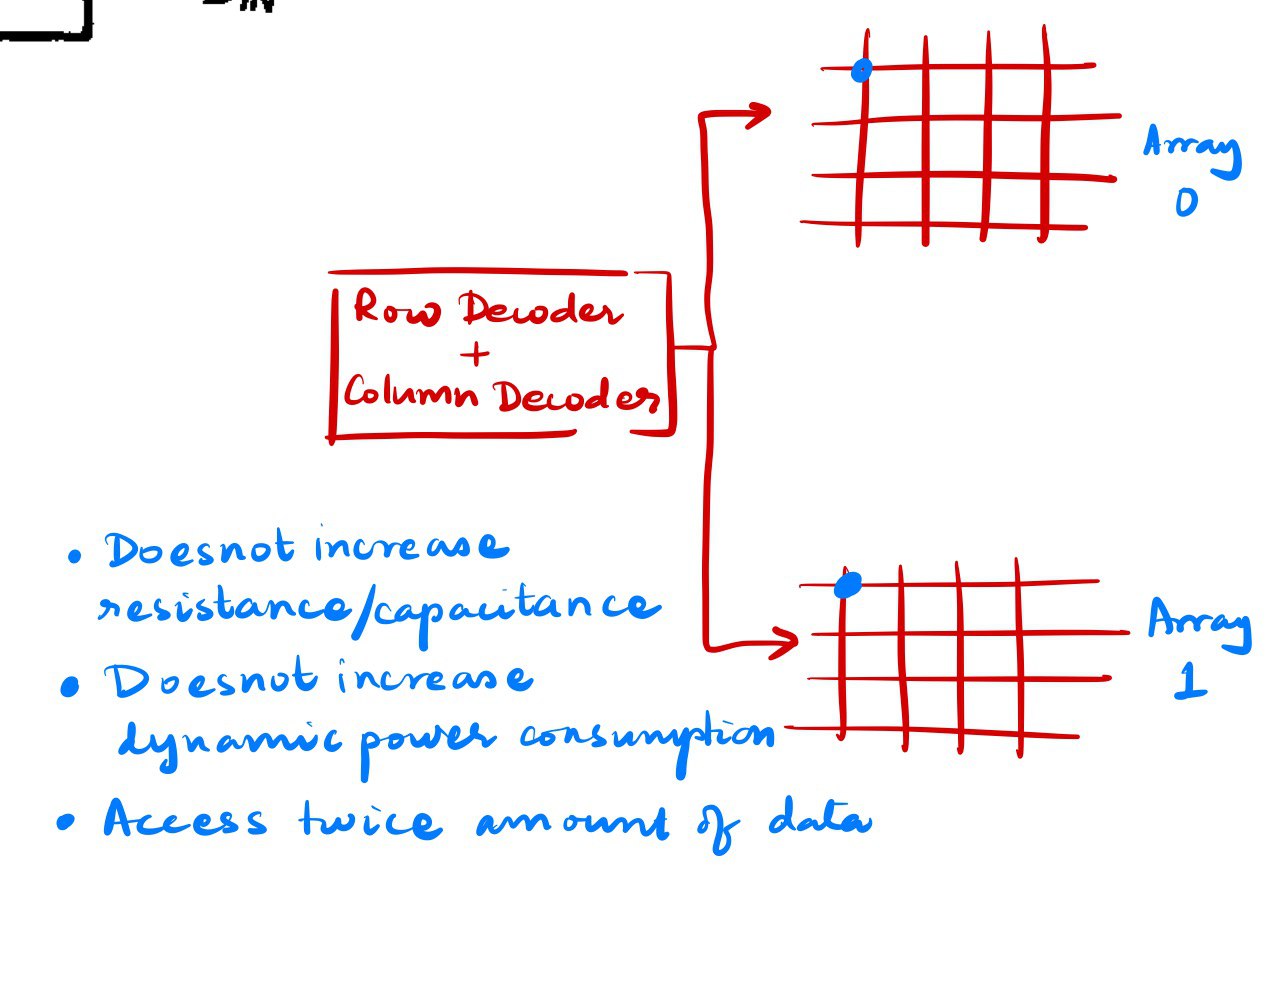 Row Decoder
+
Column Decoder
Array
0
Array
1
• Doesnot increase
resistance/capacitance
• Doesnot increase
dynamic power consumption
• Access twice amount of data